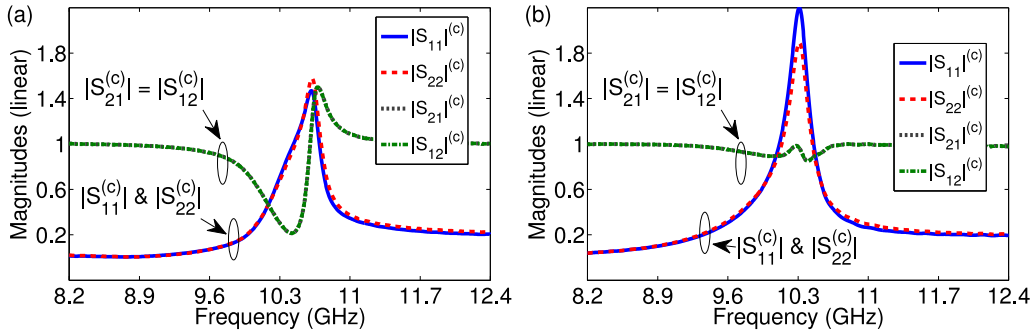 (a)
Magnitudes (linear)
1.8
1.4
1
0.6
0.2
8.2 8.9 9.6 10.3 11 11.7 12.4
Frequency (GHz)
|S21^(c)| = |S12^(c)|
|S11^(c)| & |S22^(c)|
|S11|^(c)
|S22|^(c)
|S21|^(c)
|S12|^(c)
(b)
Magnitudes (linear)
1.8
1.4
1
0.6
0.2
8.2 8.9 9.6 10.3 11 11.7 12.4
Frequency (GHz)
|S21^(c)| = |S12^(c)|
|S11^(c)| & |S22^(c)|
|S11|^(c)
|S22|^(c)
|S21|^(c)
|S12|^(c)